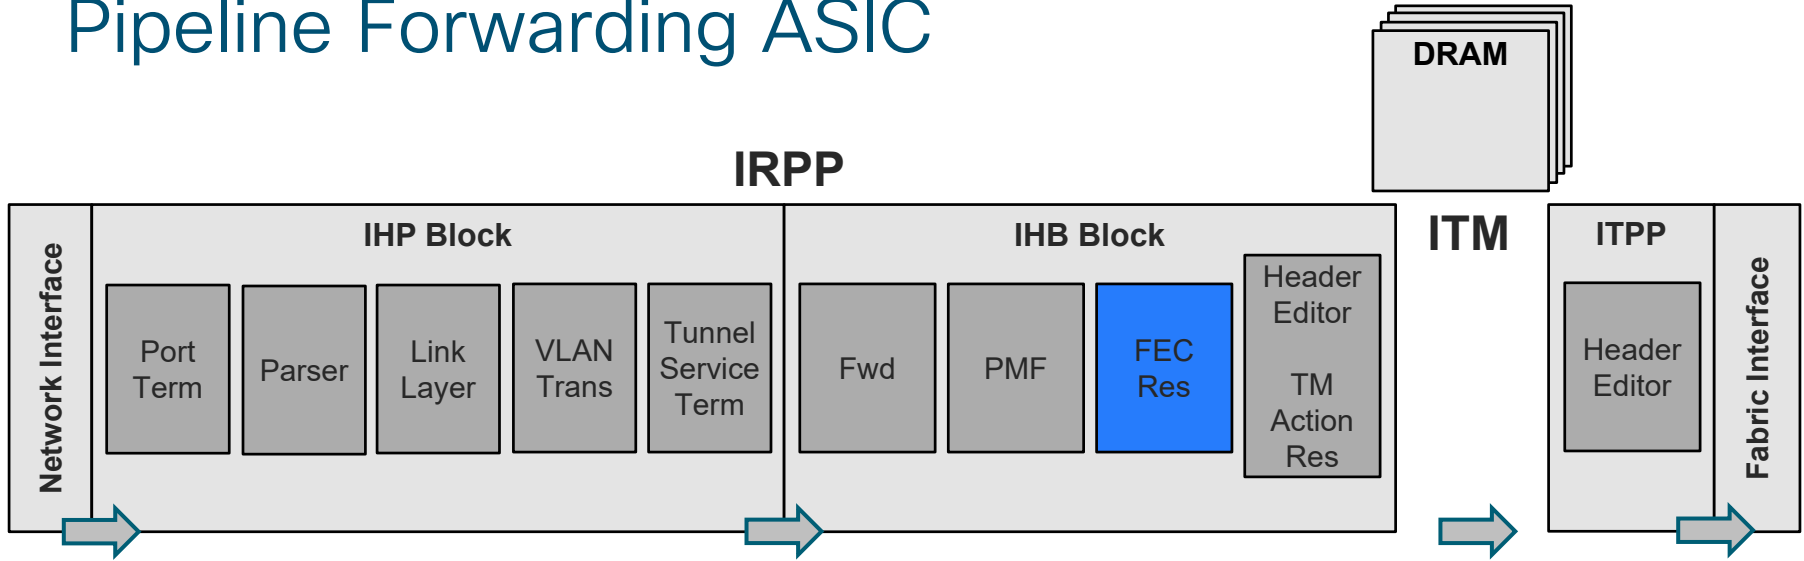 Pipeline Forwarding ASIC
DRAM
IRPP
Network Interface
IHP Block
Port
Term
Parser
Link
Layer
VLAN
Trans
Tunnel
Service
Term
IHB Block
Fwd
PMF
FEC
Res
Header
Editor
TM
Action
Res
ITM
ITPP
Header
Editor
Fabric Interface